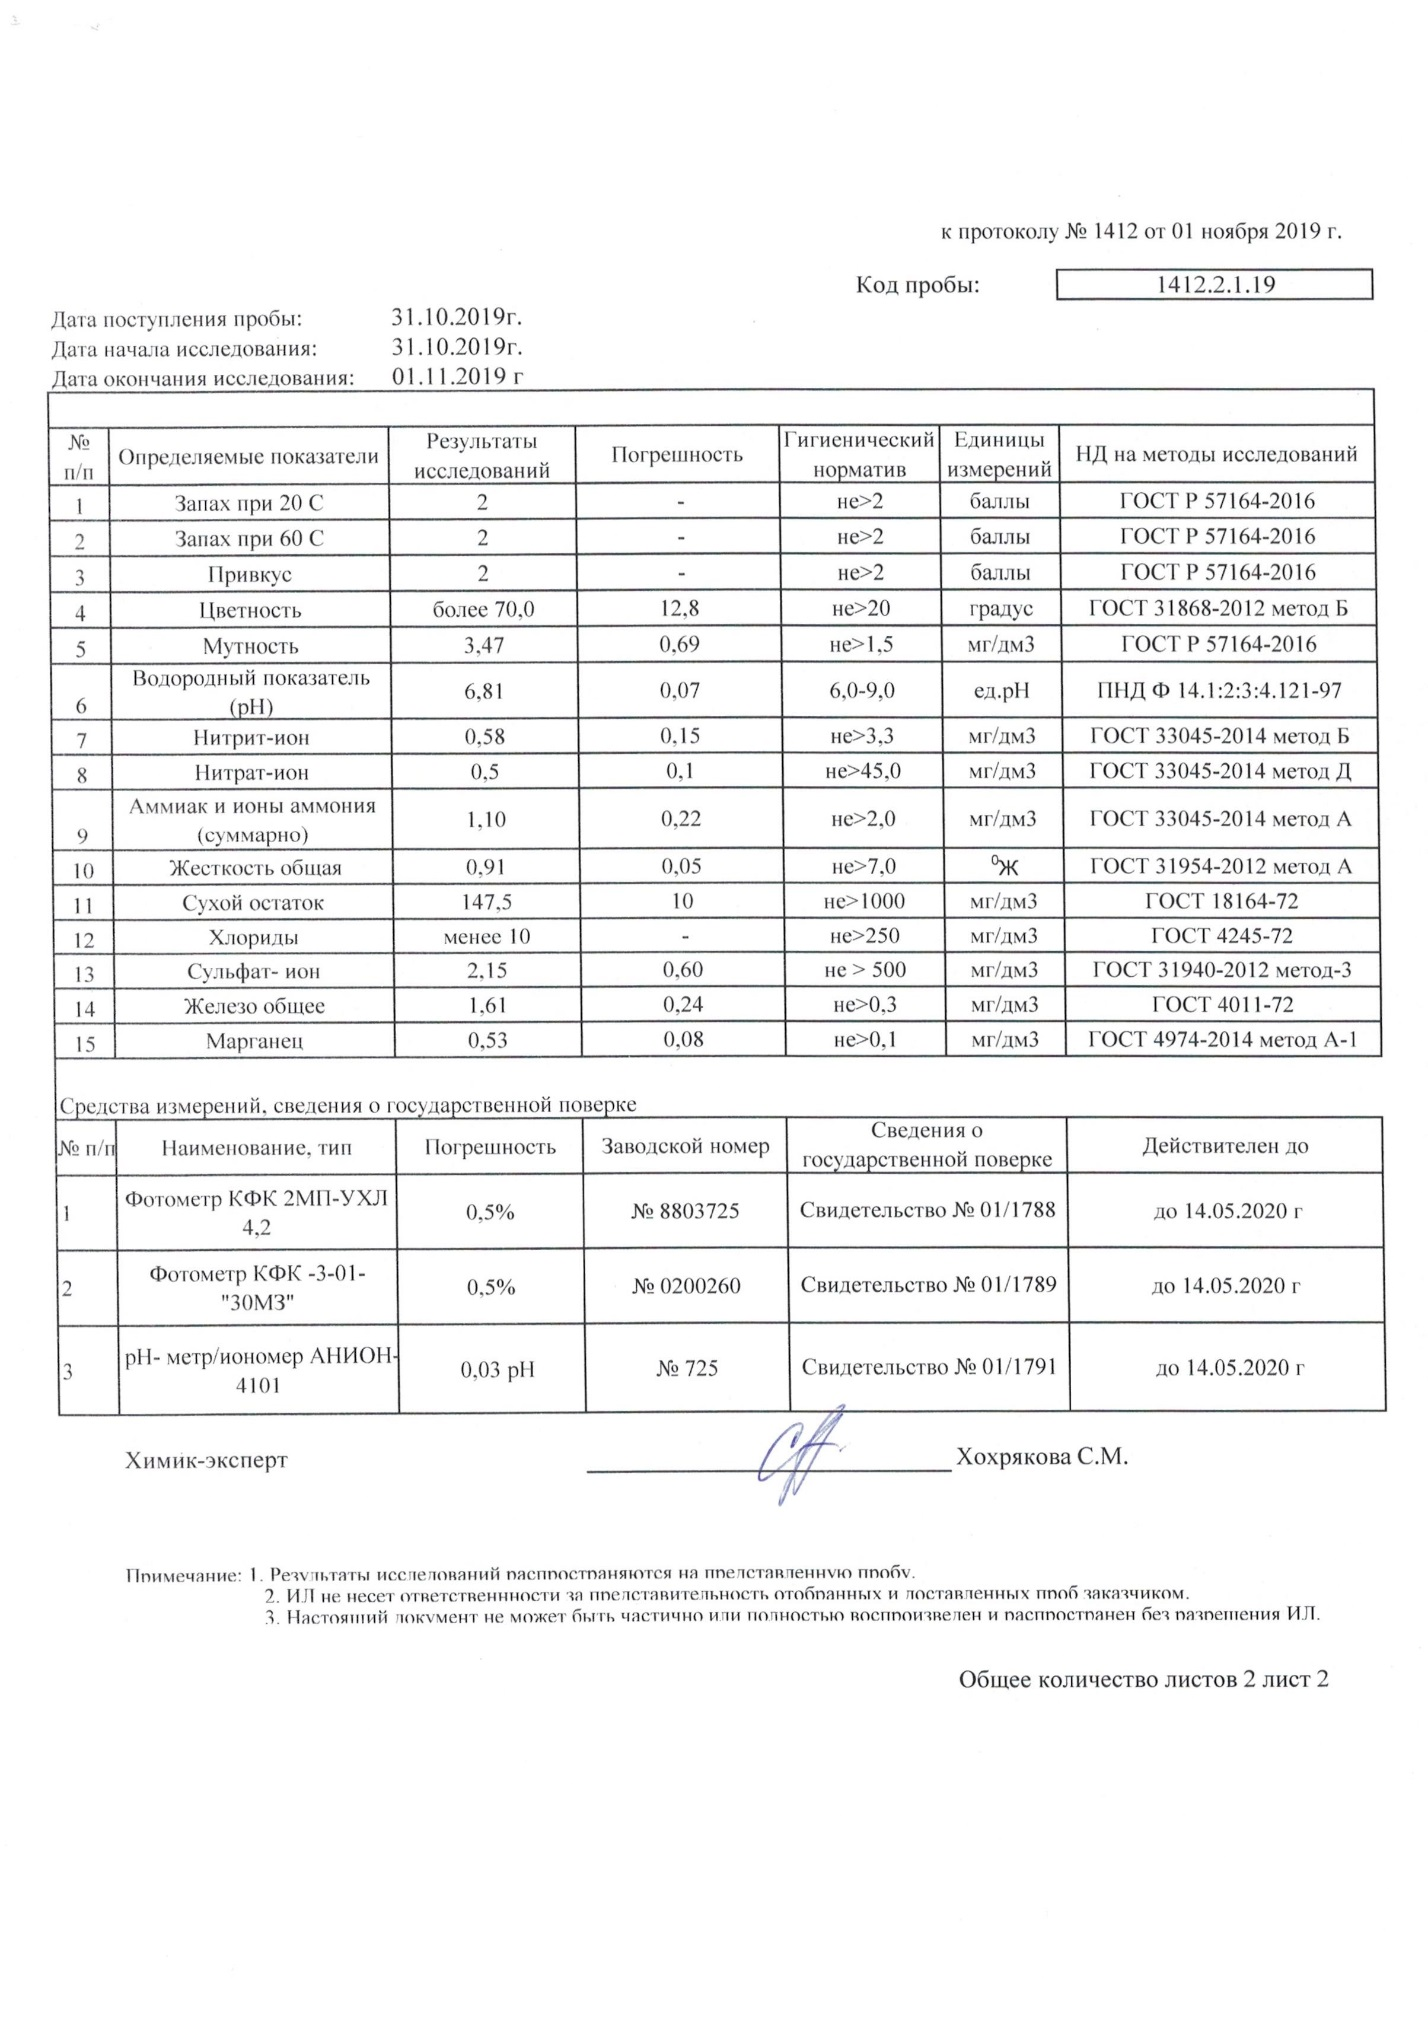 к протоколу № 1412 от 01 ноября 2019 г.
Код пробы: 1412.2.1.19
Дата поступления пробы: 31.10.2019г.
Дата начала исследования: 31.10.2019г.
Дата окончания исследования: 01.11.2019 г
№ п/п Определяемые показатели Результаты исследований Погрешность Гигиенический норматив Единицы измерений НД на методы исследований
1 Запах при 20 С 2 - не>2 баллы ГОСТ Р 57164-2016
2 Запах при 60 С 2 - не>2 баллы ГОСТ Р 57164-2016
3 Привкус 2 - не>2 баллы ГОСТ Р 57164-2016
4 Цветность более 70,0 12,8 не>20 градус ГОСТ 31868-2012 метод Б
5 Мутность 3,47 0,69 не>1,5 мг/дм3 ГОСТ Р 57164-2016
6 Водородный показатель (рН) 6,81 0,07 6,0-9,0 ед.рН ПНД Ф 14.1:2:3:4.121-97
7 Нитрит-ион 0,58 0,15 не>3,3 мг/дм3 ГОСТ 33045-2014 метод Б
8 Нитрат-ион 0,5 0,1 не>45,0 мг/дм3 ГОСТ 33045-2014 метод Д
9 Аммиак и ионы аммония (суммарно) 1,10 0,22 не>2,0 мг/дм3 ГОСТ 33045-2014 метод А
10 Жесткость общая 0,91 0,05 не>7,0 ⁰Ж ГОСТ 31954-2012 метод А
11 Сухой остаток 147,5 10 не>1000 мг/дм3 ГОСТ 18164-72
12 Хлориды менее 10 - не>250 мг/дм3 ГОСТ 4245-72
13 Сульфат- ион 2,15 0,60 не > 500 мг/дм3 ГОСТ 31940-2012 метод-3
14 Железо общее 1,61 0,24 не>0,3 мг/дм3 ГОСТ 4011-72
15 Марганец 0,53 0,08 не>0,1 мг/дм3 ГОСТ 4974-2014 метод А-1
Средства измерений, сведения о государственной поверке
№ п/п Наименование, тип Погрешность Заводской номер Сведения о государственной поверке Действителен до
1 Фотометр КФК 2МП-УХЛ 4,2 0,5% № 8803725 Свидетельство № 01/1788 до 14.05.2020 г
2 Фотометр КФК -3-01-"ЗОМЗ" 0,5% № 0200260 Свидетельство № 01/1789 до 14.05.2020 г
3 рН- метр/иономер АНИОН-4101 0,03 рН № 725 Свидетельство № 01/1791 до 14.05.2020 г
Химик-эксперт Хохрякова С.М.
Примечание: 1. Результаты исследований распространяются на представленную пробу.
2. ИЛ не несет ответственнности за представительность отобранных и доставленных проб заказчиком.
3. Настоящий документ не может быть частично или полностью воспроизведен и распространен без разрешения ИЛ.
Общее количество листов 2 лист 2